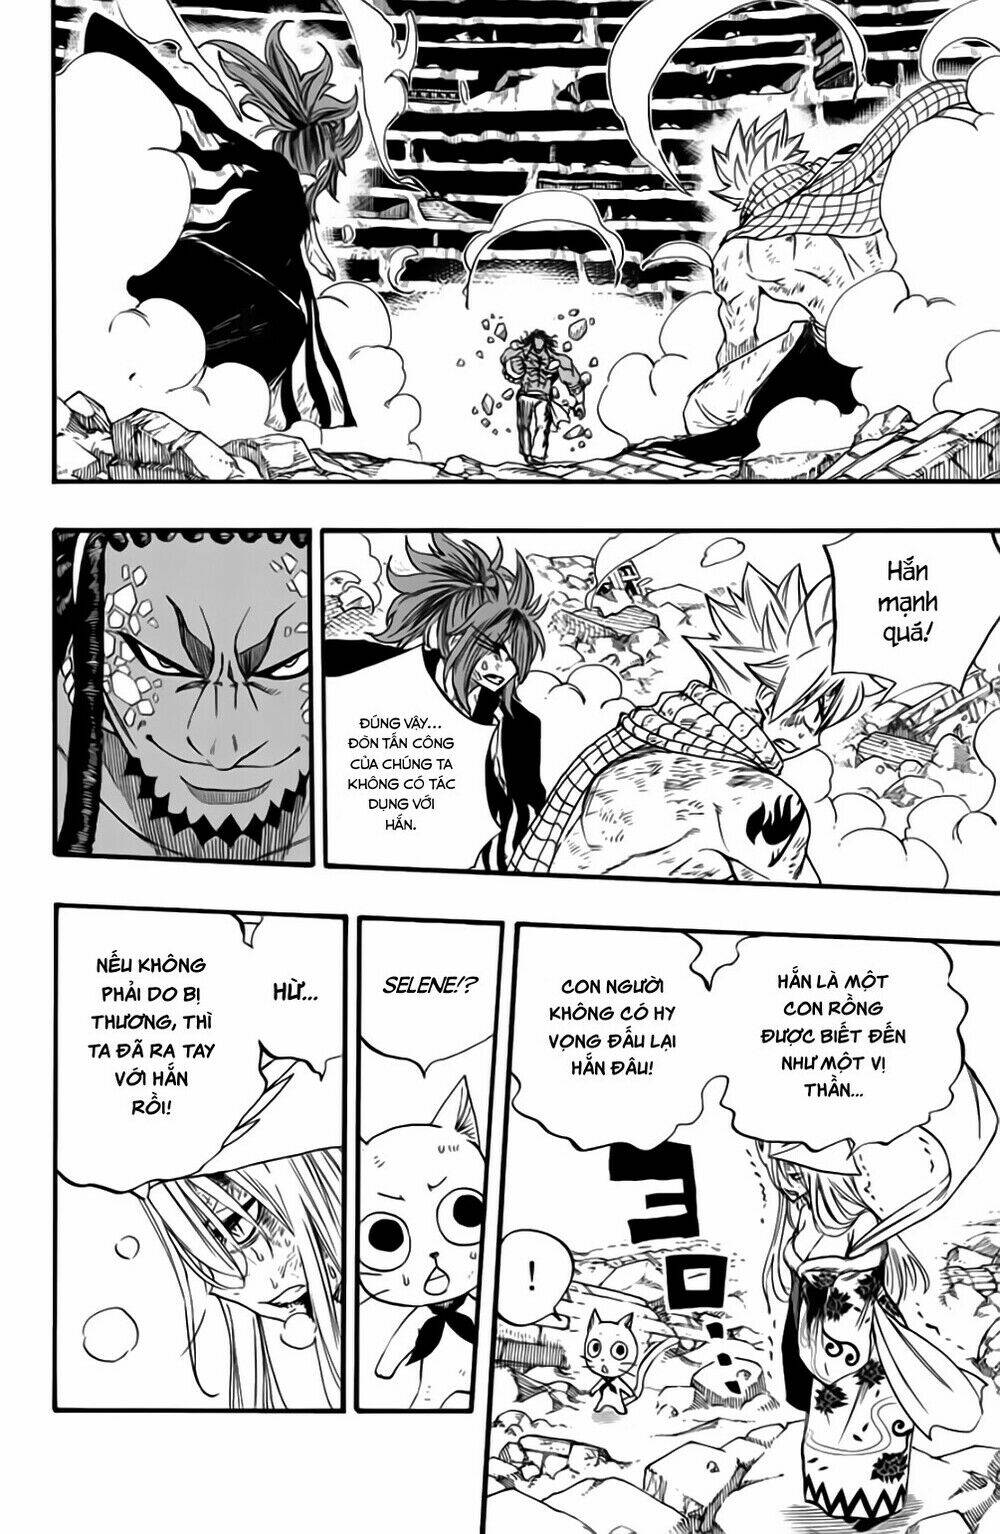 Hắn
mạnh
quá!
ĐÚNG VẬY...
ĐÒN TẤN CÔNG
CỦA CHÚNG TA
KHÔNG CÓ TÁC
DỤNG VỚI
HẮN.
HẮN LÀ MỘT
CON RỒNG
ĐƯỢC BIẾT ĐẾN
NHƯ MỘT VỊ
THẦN...
CON NGƯỜI
KHÔNG CÓ HY
VỌNG ĐẤU LẠI
HẮN ĐÂU!
ヨロ
!
SELENE!?
HỪ...
NẾU KHÔNG
PHẢI DO BỊ
THƯƠNG, THÌ
TA ĐÃ RA TAY
VỚI HẮN
RỒI!